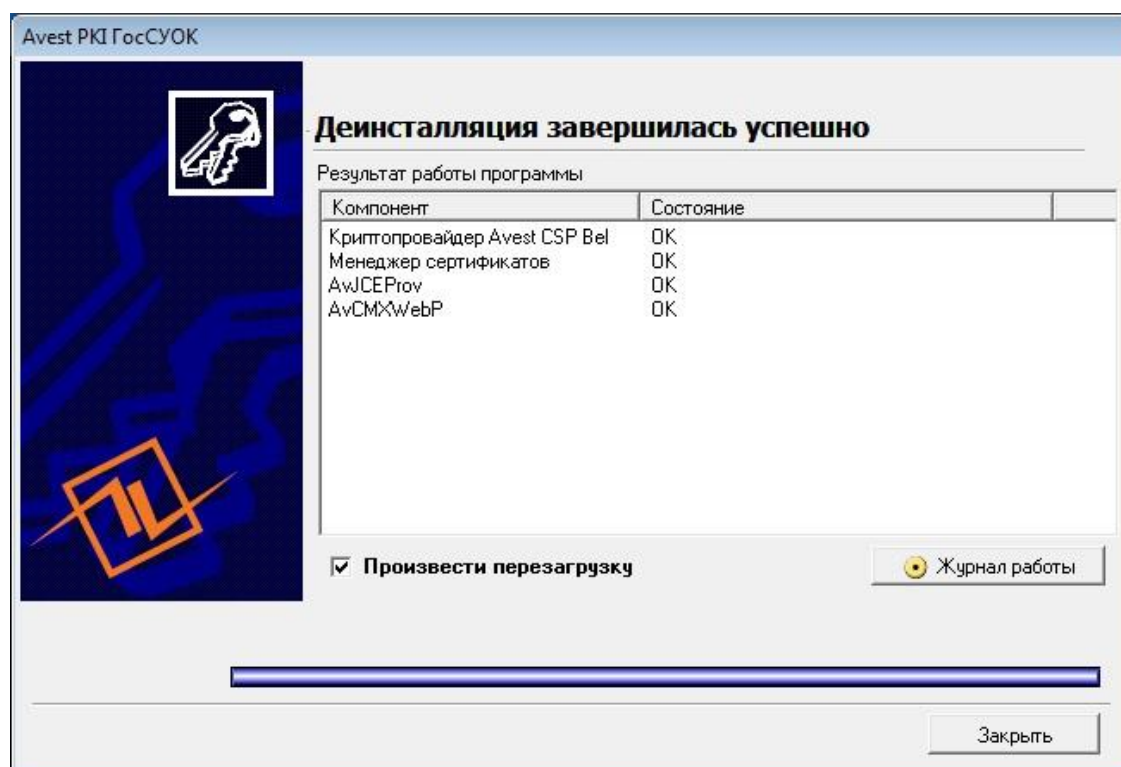 Avest PKI ГосСУОК
Деинсталляция завершилась успешно
Результат работы программы
Компонент Состояние
Криптопровайдер Avest CSP Bel OK
Менеджер сертификатов OK
AvJCEProv OK
AvCMXWebP OK
Произвести перезагрузку
Журнал работы
Закрыть